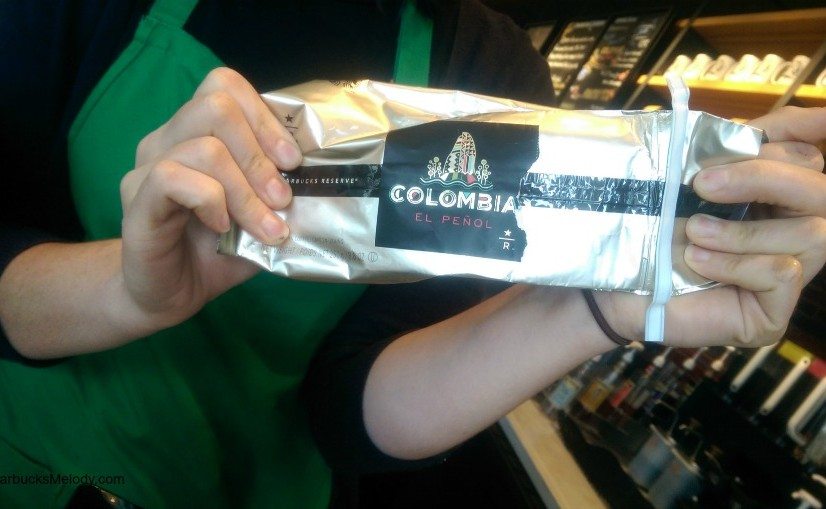 STARBUCKS RESERVE®
COLOMBIA
EL PEÑOL
R
arbucksMelody.com